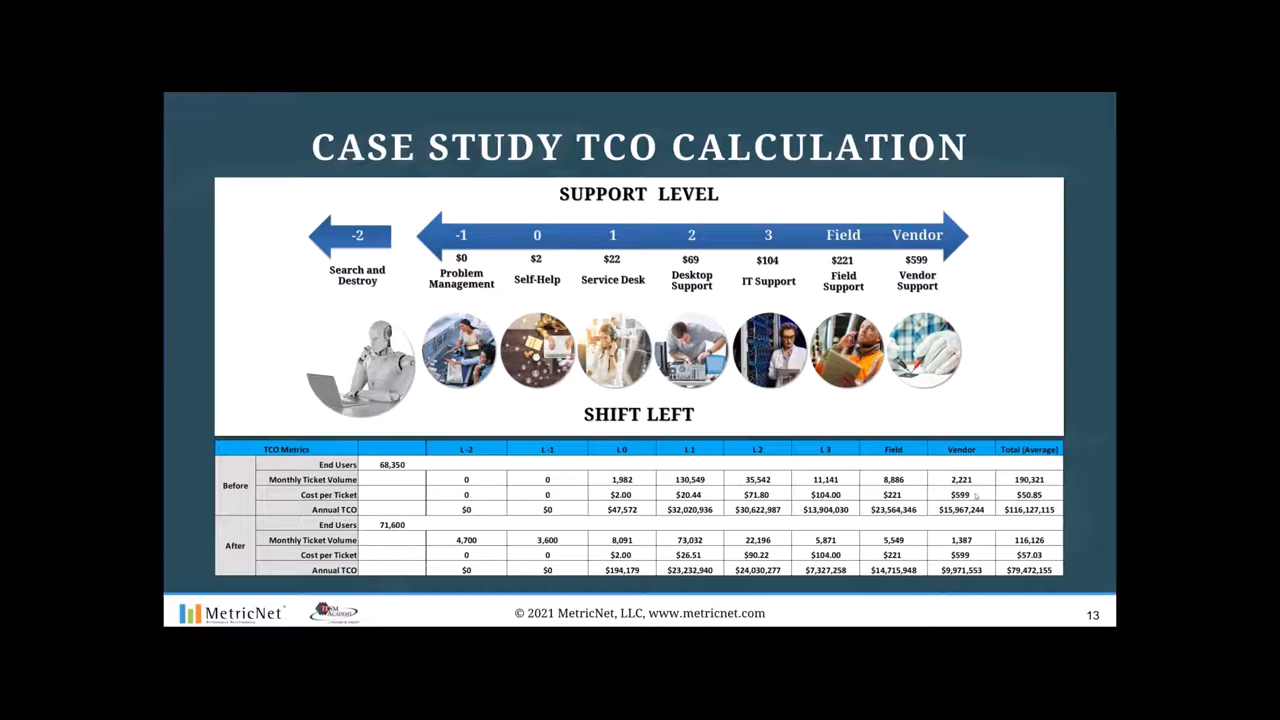 CASE STUDY TCO CALCULATION
SUPPORT LEVEL
-2 -1 0 1 2 3 Field Vendor
$0 $2 $22 $69 $104 $221 $599
Search and Destroy Problem Management Self-Help Service Desk Desktop Support IT Support Field Support Vendor Support
SHIFT LEFT
TCO Metrics L -2 L -1 L 0 L 1 L 2 L 3 Field Vendor Total (Average)
Before
End Users 68,350
Monthly Ticket Volume 0 0 1,982 130,549 35,542 11,141 8,886 2,221 190,321
Cost per Ticket 0 0 $2.00 $20.44 $71.80 $104.00 $221 $599 $50.85
Annual TCO $0 $0 $47,572 $32,020,936 $30,622,987 $13,904,030 $23,564,346 $15,967,244 $116,127,115
After
End Users 71,600
Monthly Ticket Volume 4,700 3,600 8,091 73,032 22,196 5,871 5,549 1,387 116,126
Cost per Ticket 0 0 $2.00 $26.51 $90.22 $104.00 $221 $599 $57.03
Annual TCO $0 $0 $194,179 $23,232,940 $24,030,277 $7,327,258 $14,715,948 $9,971,553 $79,472,155
MetricNet
ACADEMY
© 2021 MetricNet, LLC, www.metricnet.com
13